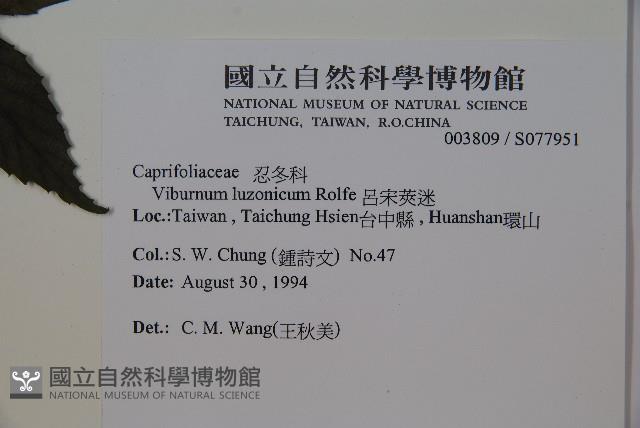 國立自然科學博物館
NATIONAL MUSEUM OF NATURAL SCIENCE
TAICHUNG, TAIWAN, R.O.CHINA
003809 / S077951
Caprifoliaceae 忍冬科
Viburnum luzonicum Rolfe 呂宋莢迷
Loc.:Taiwan , Taichung Hsien台中縣 , Huanshan環山
Col.: S. W. Chung (鍾詩文) No.47
Date: August 30 , 1994
Det.: C. M. Wang(王秋美)
國立自然科學博物館
NATIONAL MUSEUM OF NATURAL SCIENCE